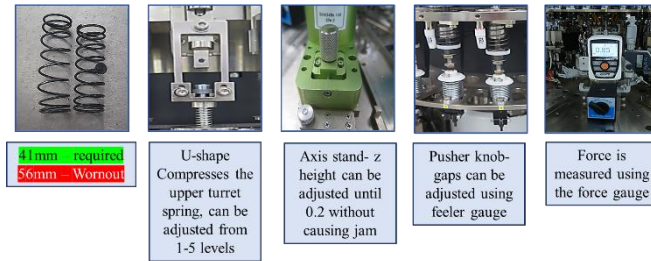 41mm – required
56mm – Wornout
U-shape
Compresses the
upper turret
spring, can be
adjusted from
1-5 levels
Axis stand- z
height can be
adjusted until
0.2 without
causing jam
Pusher knob-
gaps can be
adjusted using
feeler gauge
Force is
measured using
the force gauge